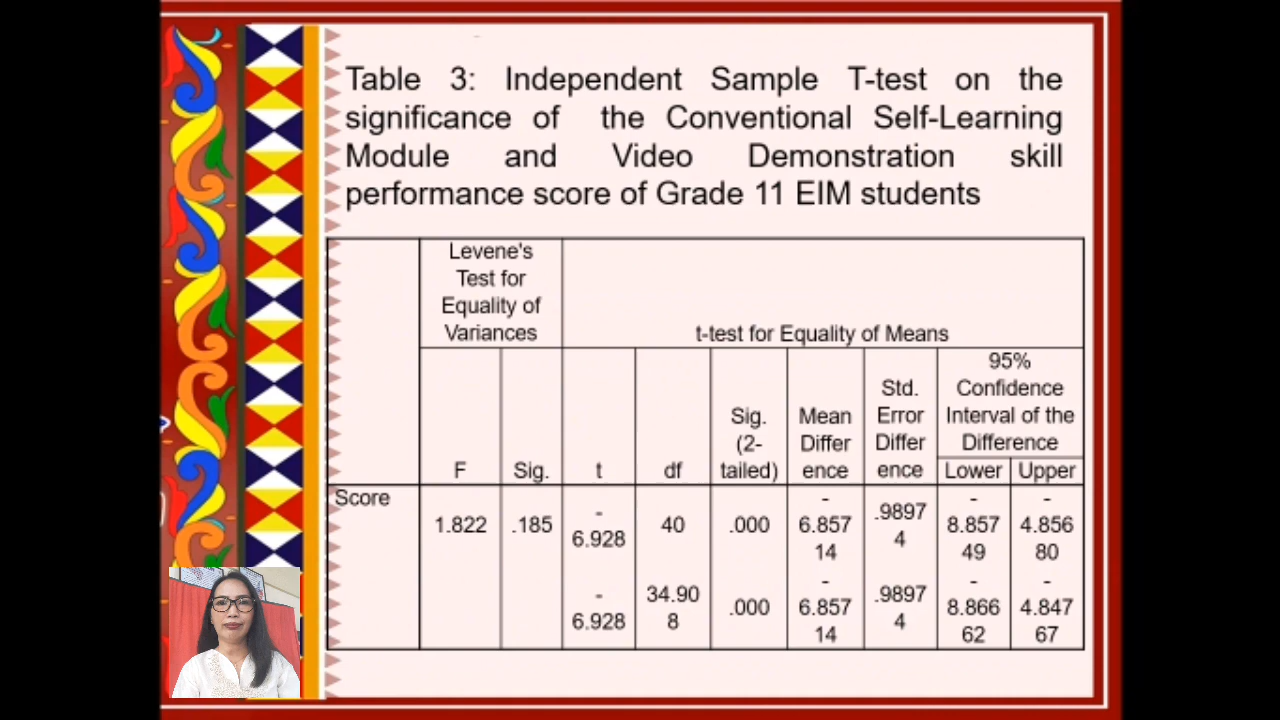 Table 3: Independent Sample T-test on the
significance of the Conventional Self-Learning
Module and Video Demonstration skill
performance score of Grade 11 EIM students
Levene's
Test for
Equality of
Variances
t-test for Equality of Means
F
Sig.
t
df
Sig.
(2-
tailed)
Mean
Differ
ence
Std.
Error
Differ
ence
95%
Confidence
Interval of the
Difference
Lower
Upper
Score
1.822
.185
-
6.928
40
.000
-
6.857
14
.9897
4
-
8.857
49
-
4.856
80
-
6.928
34.90
8
.000
-
6.857
14
.9897
4
-
8.866
62
-
4.847
67